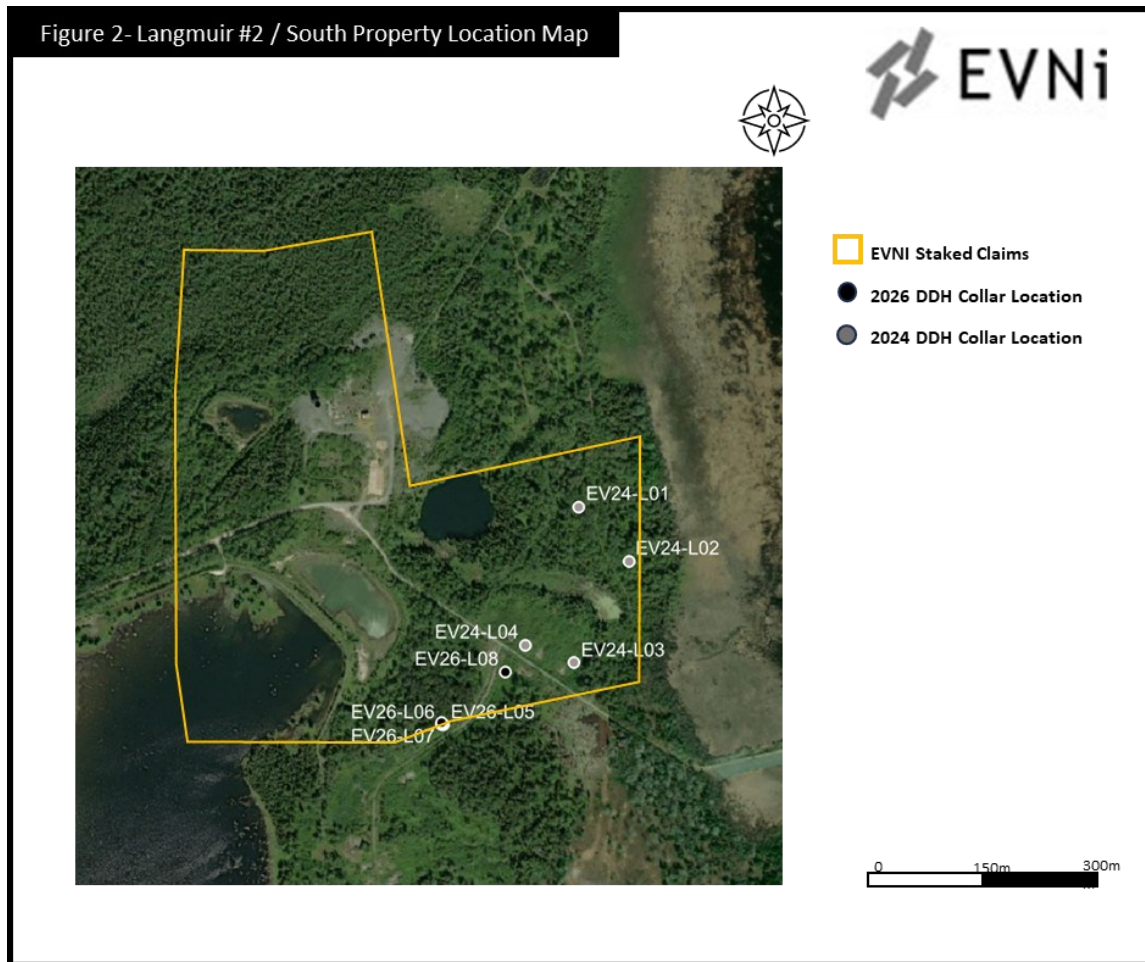 Figure 2- Langmuir #2 / South Property Location Map
EVNi
EVNI Staked Claims
2026 DDH Collar Location
2024 DDH Collar Location
EV24-L01
EV24-L02
EV24-L04
EV24-L03
EV26-L08
EV26-L06 EV26-L05
EV26-L07
0 150m 300m